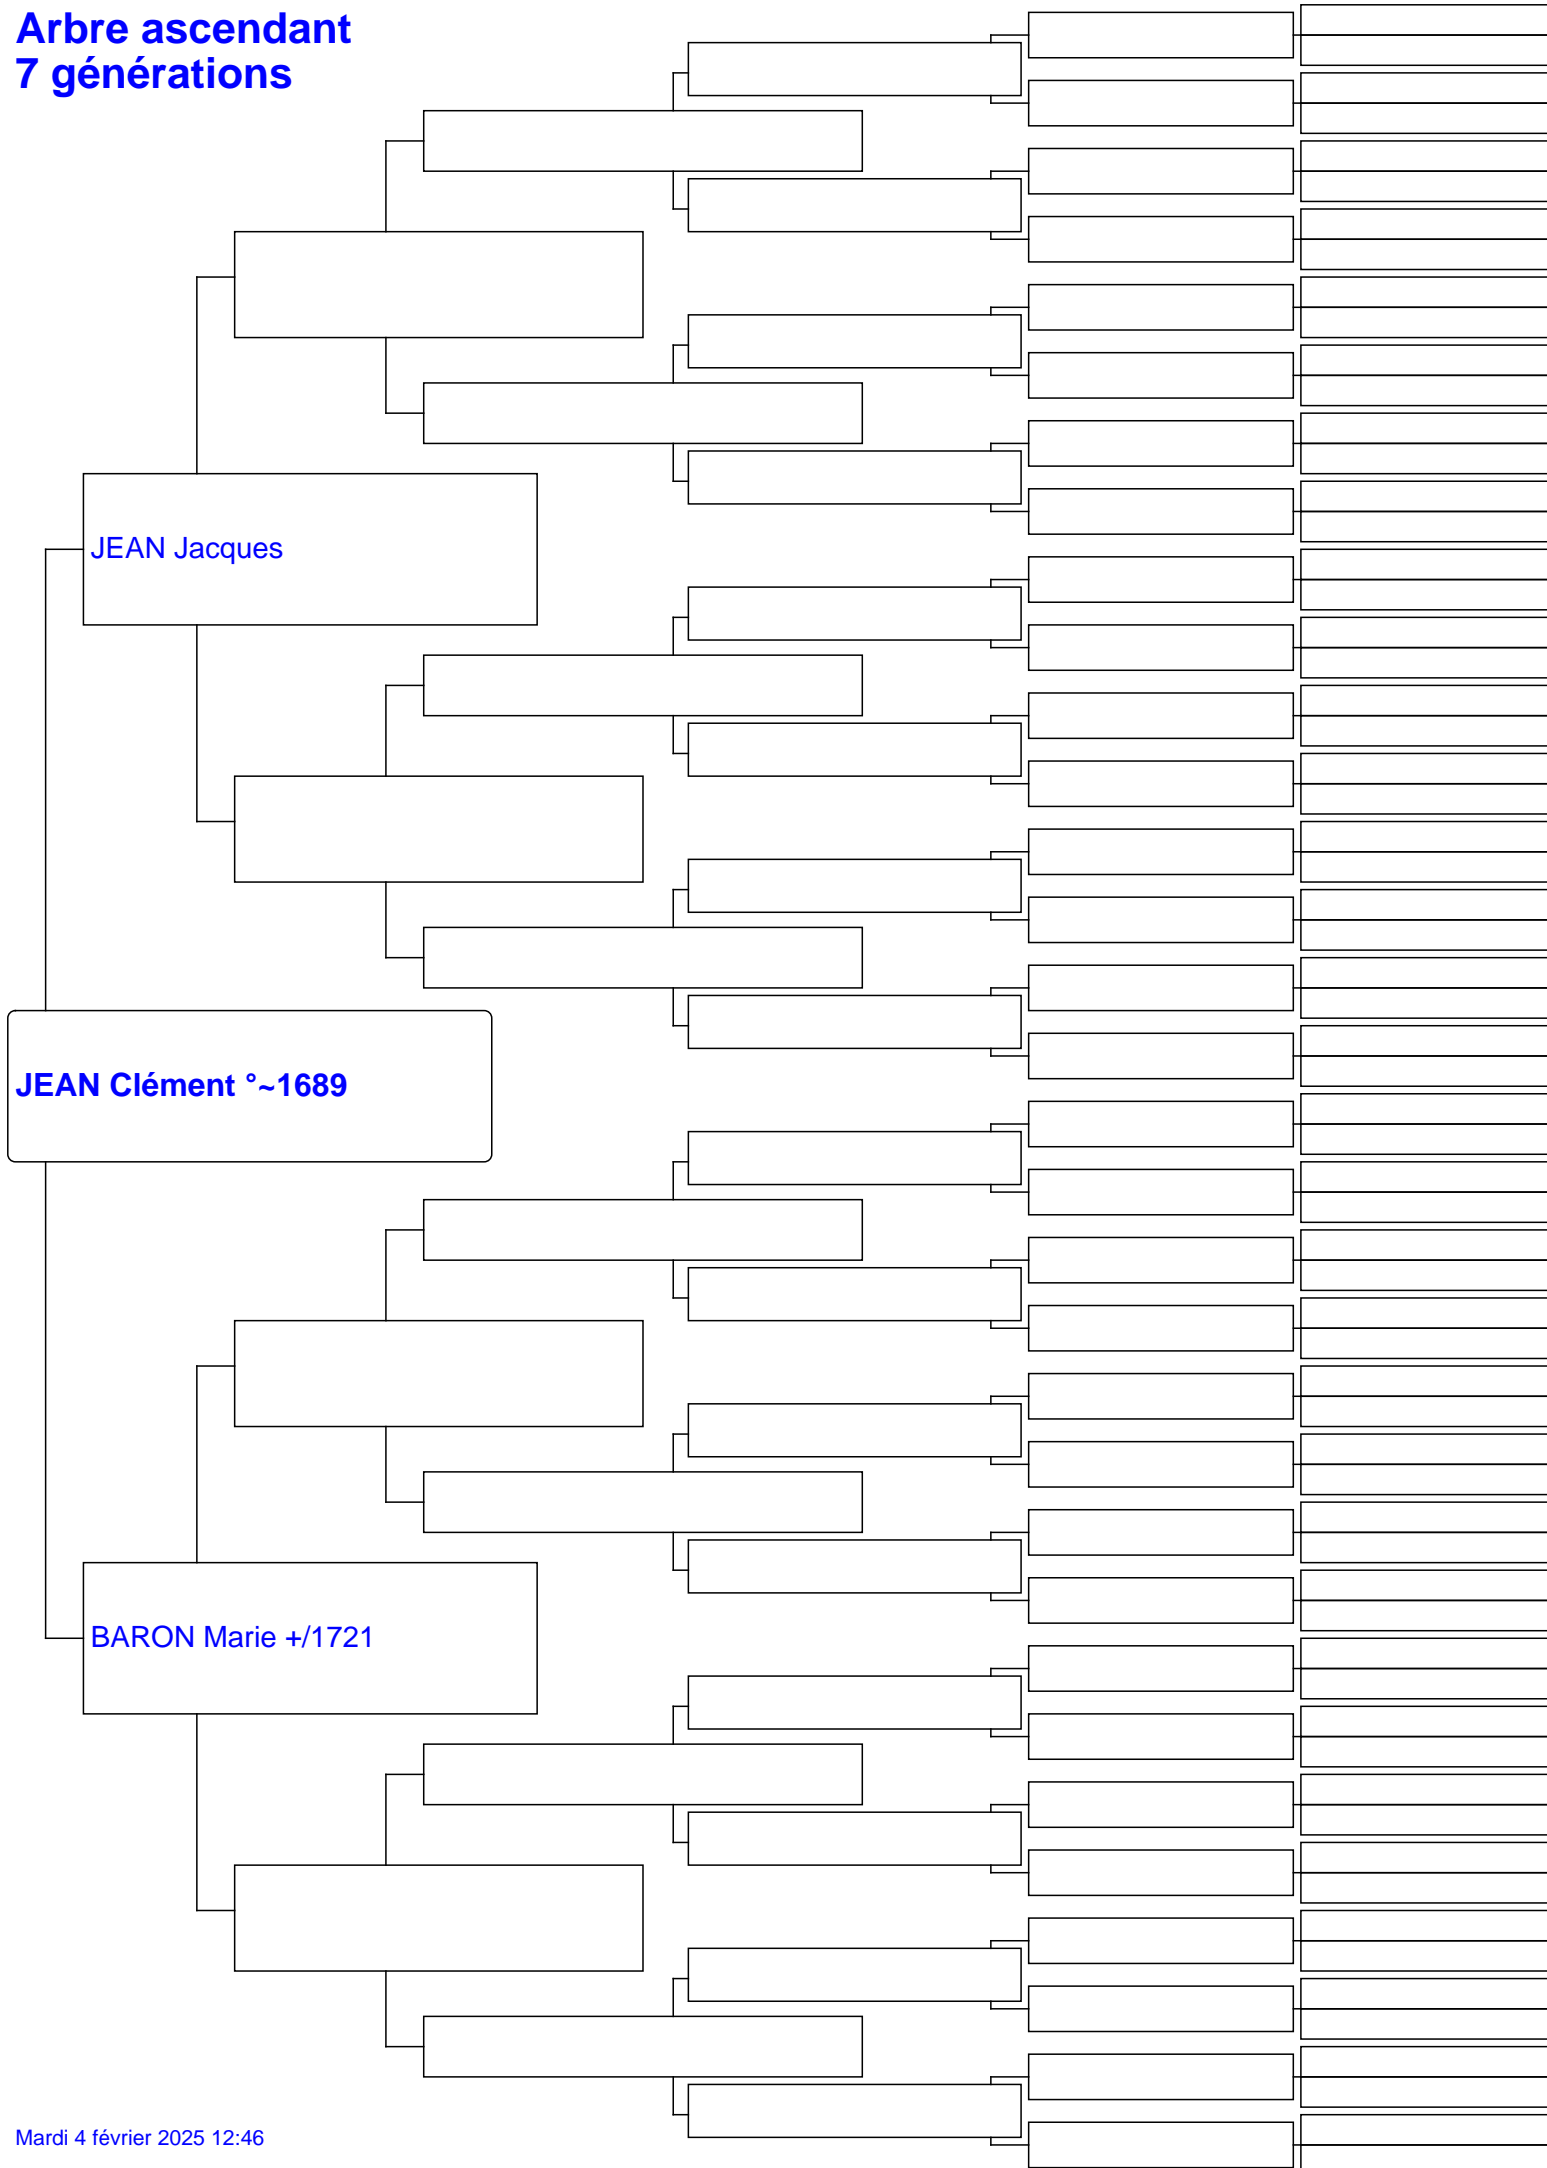 Arbre ascendant
7 générations
JEAN Jacques
JEAN Clément °~1689
BARON Marie +/1721
Mardi 4 février 2025 12:46